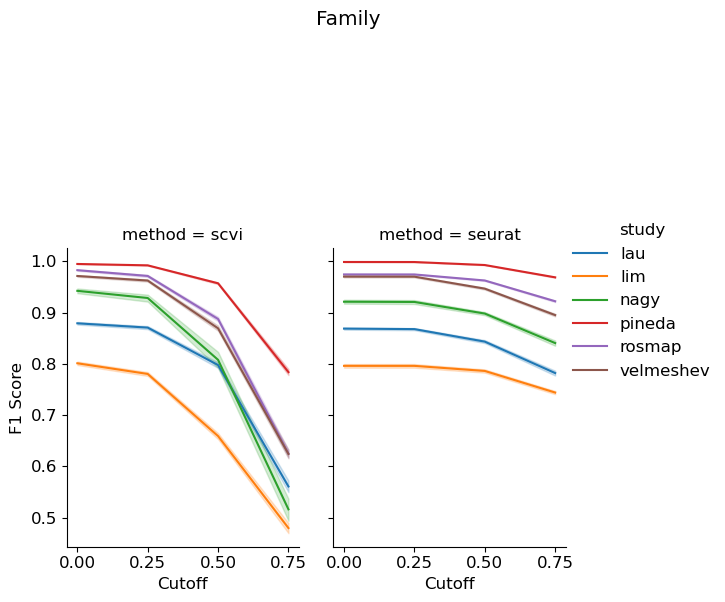 Family
method = scvi
method = seurat
study
lau
lim
nagy
pineda
rosmap
velmeshev
F1 Score
1.0
0.9
0.8
0.7
0.6
0.5
0.00 0.25 0.50 0.75
0.00 0.25 0.50 0.75
Cutoff
Cutoff